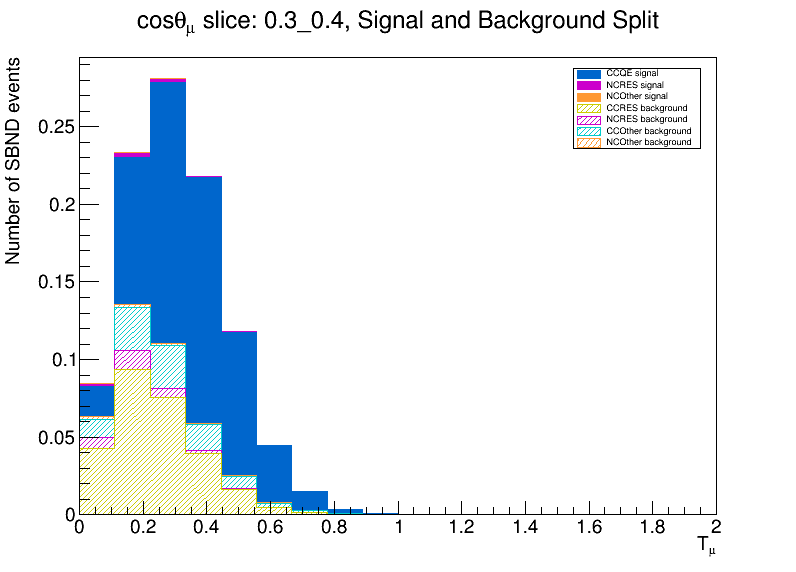 cosθμ slice: 0.3_0.4, Signal and Background Split
Number of SBND events
CCQE signal
NCRES signal
NCOther signal
CCRES background
NCRES background
CCOther background
NCOther background
0.25
0.2
0.15
0.1
0.05
0
0 0.2 0.4 0.6 0.8 1 1.2 1.4 1.6 1.8 2
Tμ